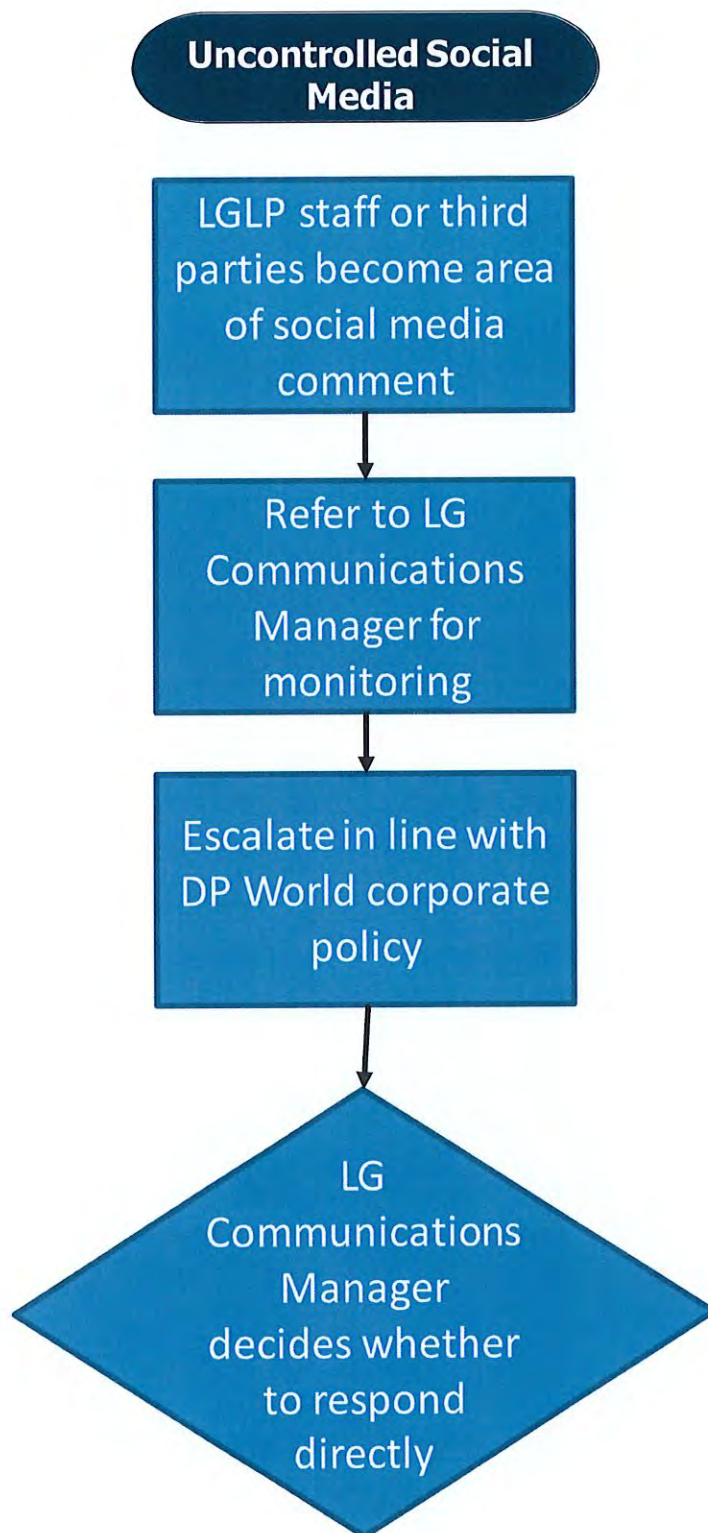 Uncontrolled Social
Media
LGLP staff or third
parties become area
of social media
comment
Refer to LG
Communications
Manager for
monitoring
Escalate in line with
DP World corporate
policy
LG
Communications
Manager
decides whether
to respond
directly